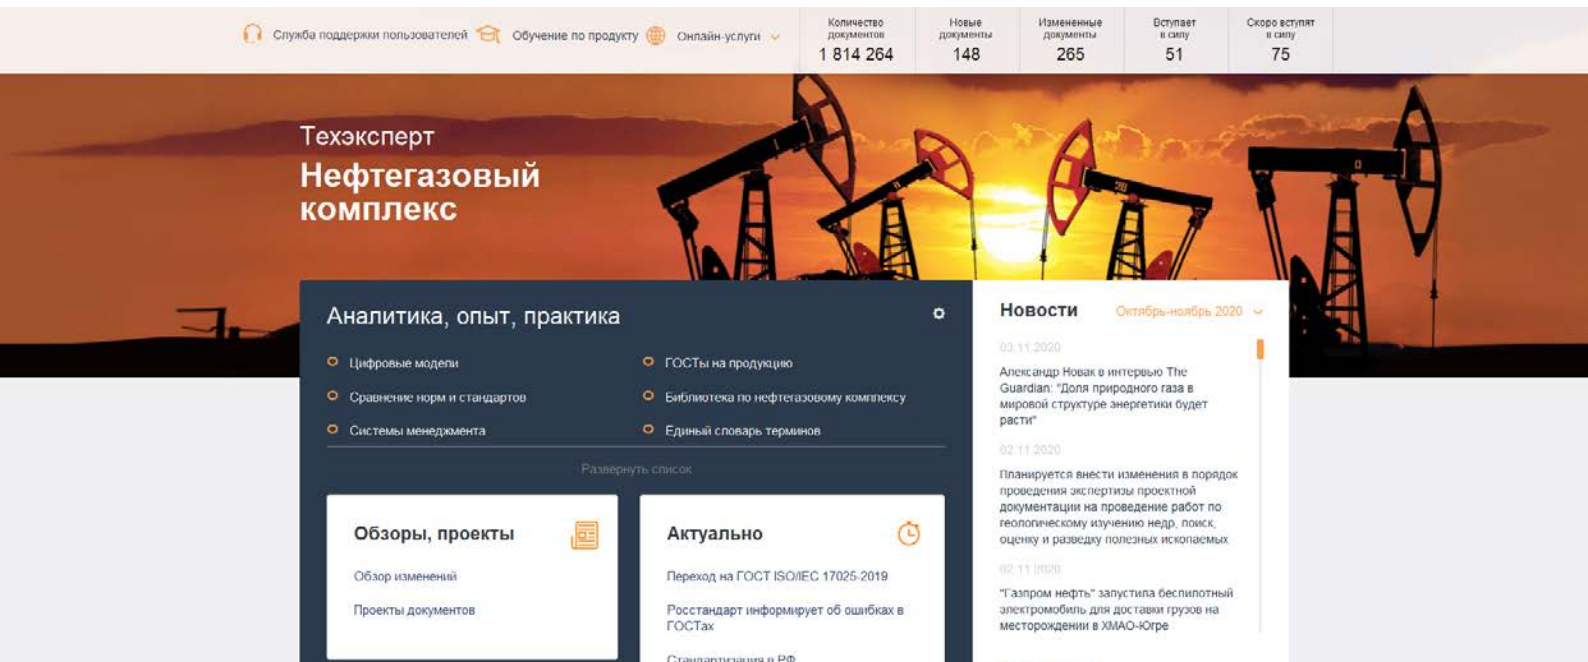 Служба поддержки пользователей
Обучение по продукту
Онлайн-услуги
Количество
документов
1 814 264
Новые
документы
148
Измененные
документы
265
Вступает
в силу
51
Скоро вступят
в силу
75
Техэксперт
Нефтегазовый
комплекс
Аналитика, опыт, практика
Цифровые модели
Сравнение норм и стандартов
Системы менеджмента
ГОСТы на продукцию
Библиотека по нефтегазовому комплексу
Единый словарь терминов
Развернуть список
Обзоры, проекты
Обзор изменений
Проекты документов
Актуально
Переход на ГОСТ ISO/IEC 17025-2019
Росстандарт информирует об ошибках в
ГОСТах
Стандартизация в РФ
Новости
Октябрь-ноябрь 2020
03.11.2020
Александр Новак в интервью The
Guardian: "Доля природного газа в
мировой структуре энергетики будет
расти"
02.11.2020
Планируется внести изменения в порядок
проведения экспертизы проектной
документации на проведение работ по
геологическому изучению недр, поиск,
оценку и разведку полезных ископаемых
02.11.2020
"Газпром нефть" запустила беспилотный
электромобиль для доставки грузов на
месторождении в ХМАО-Югре